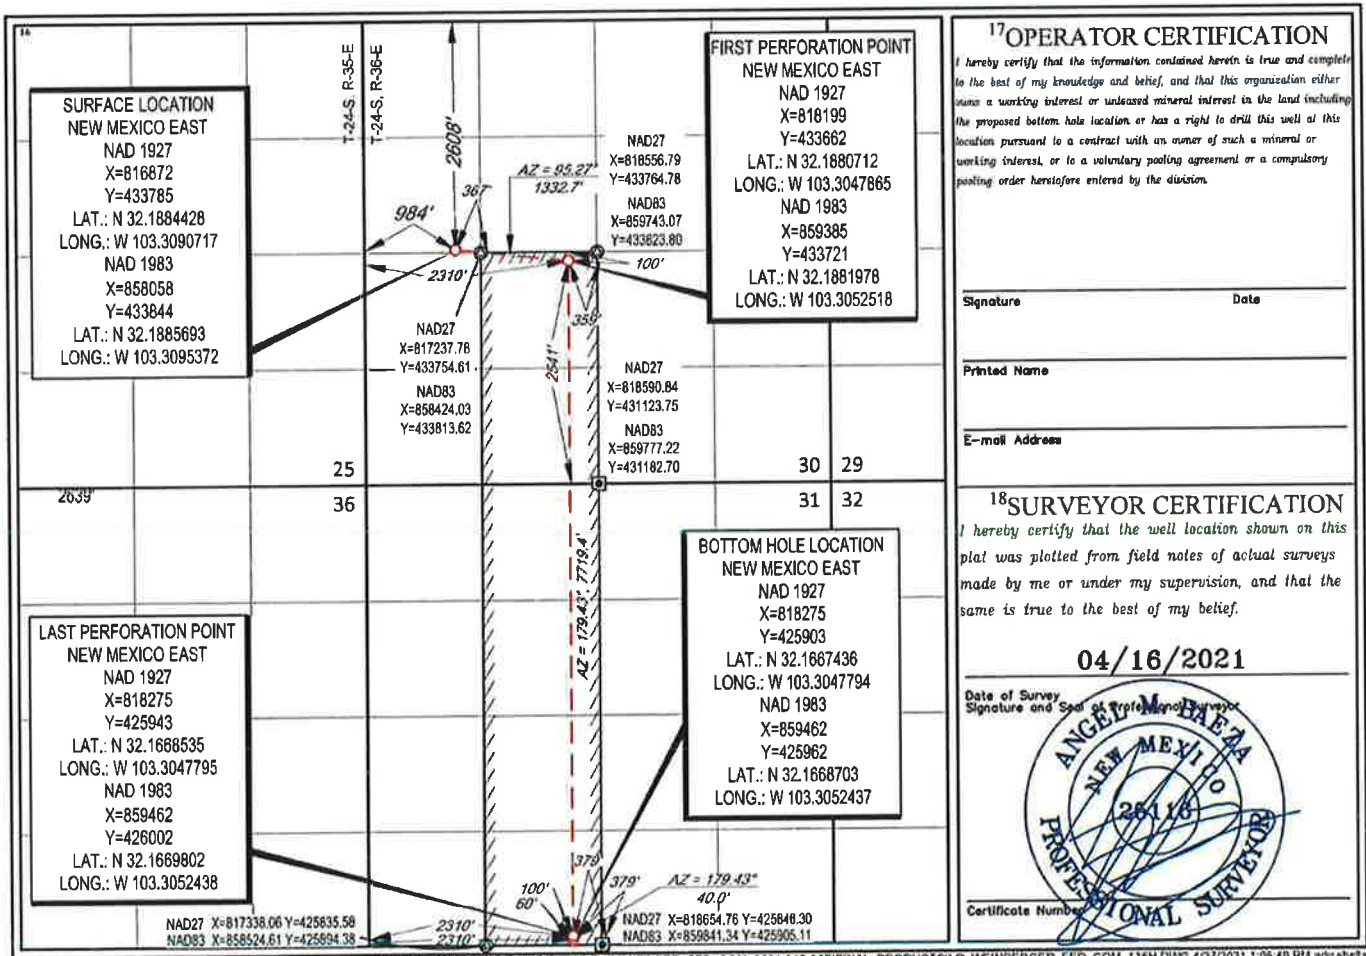 16
T-24-S, R-35-E
T-24-S, R-36-E
SURFACE LOCATION
NEW MEXICO EAST
NAD 1927
X=816872
Y=433785
LAT.: N 32.1884428
LONG.: W 103.3090717
NAD 1983
X=858058
Y=433844
LAT.: N 32.1885693
LONG.: W 103.3095372
2608'
984'
367'
AZ = 95.27°
1332.7'
2310'
100'
NAD27
X=818556.79
Y=433764.78
NAD83
X=859743.07
Y=433823.80
FIRST PERFORATION POINT
NEW MEXICO EAST
NAD 1927
X=818199
Y=433662
LAT.: N 32.1880712
LONG.: W 103.3047865
NAD 1983
X=859385
Y=433721
LAT.: N 32.1881978
LONG.: W 103.3052518
NAD27
X=817237.78
Y=433754.61
NAD83
X=858424.03
Y=433813.62
2541'
NAD27
X=818590.84
Y=431123.75
NAD83
X=859777.22
Y=431182.70
25
30 29
2639'
36
31 32
AZ = 179.43°, 7719.4'
BOTTOM HOLE LOCATION
NEW MEXICO EAST
NAD 1927
X=818275
Y=425903
LAT.: N 32.1667436
LONG.: W 103.3047794
NAD 1983
X=859462
Y=425962
LAT.: N 32.1668703
LONG.: W 103.3052437
LAST PERFORATION POINT
NEW MEXICO EAST
NAD 1927
X=818275
Y=425943
LAT.: N 32.1668535
LONG.: W 103.3047795
NAD 1983
X=859462
Y=426002
LAT.: N 32.1669802
LONG.: W 103.3052438
379'
379'
100'
60'
AZ = 179.43°
40.0'
2310'
2310'
NAD27 X=817338.06 Y=425835.58
NAD83 X=858524.61 Y=425894.38
NAD27 X=818654.76 Y=425846.30
NAD83 X=859841.34 Y=425905.11
17OPERATOR CERTIFICATION
I hereby certify that the information contained herein is true and complete
to the best of my knowledge and belief, and that this organization either
owns a working interest or unleased mineral interest in the land including
the proposed bottom hole location or has a right to drill this well at this
location pursuant to a contract with an owner of such a mineral or
working interest, or to a voluntary pooling agreement or a compulsory
pooling order heretofore entered by the division.
Signature Date
Printed Name
E-mail Address
18SURVEYOR CERTIFICATION
I hereby certify that the well location shown on this
plat was plotted from field notes of actual surveys
made by me or under my supervision, and that the
same is true to the best of my belief.
04/16/2021
Date of Survey
Signature and Seal of Professional Surveyor
ANGEL M. BAEZA
NEW MEXICO
PROFESSIONAL SURVEYOR
Certificate Number